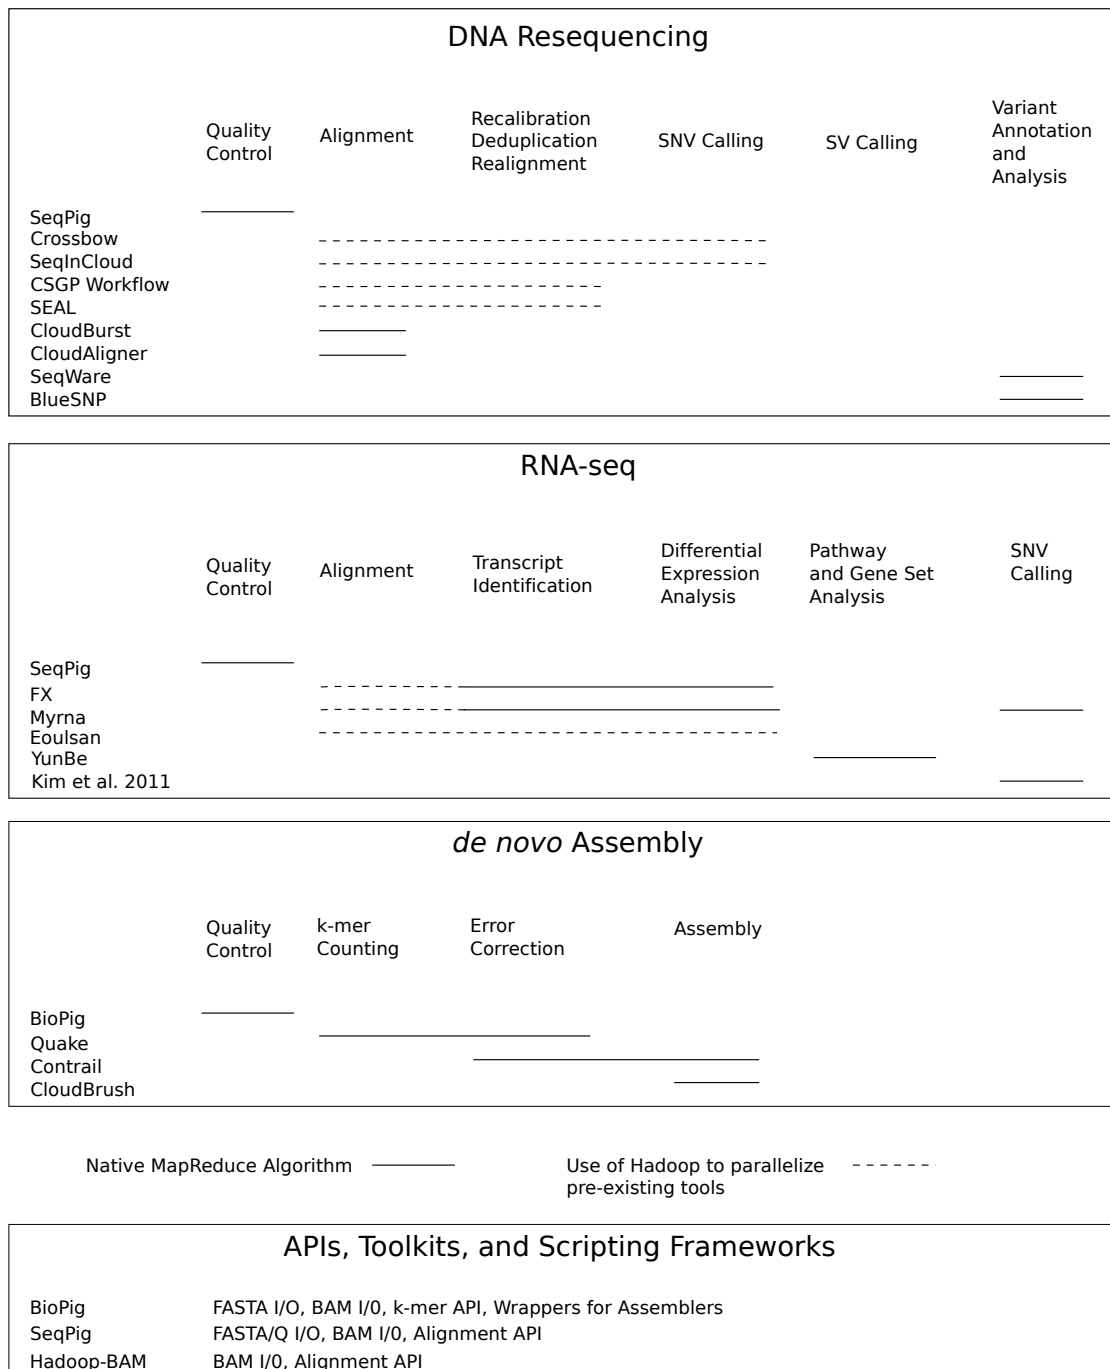 DNA Resequencing
Quality
Control
Alignment
Recalibration
Deduplication
Realignment
SNV Calling
SV Calling
Variant
Annotation
and
Analysis
SeqPig
Crossbow
SeqInCloud
CSGP Workflow
SEAL
CloudBurst
CloudAligner
SeqWare
BlueSNP
RNA-seq
Quality
Control
Alignment
Transcript
Identification
Differential
Expression
Analysis
Pathway
and Gene Set
Analysis
SNV
Calling
SeqPig
FX
Myrna
Eoulsan
YunBe
Kim et al. 2011
de novo Assembly
Quality
Control
k-mer
Counting
Error
Correction
Assembly
BioPig
Quake
Contrail
CloudBrush
Native MapReduce Algorithm
Use of Hadoop to parallelize
pre-existing tools
APIs, Toolkits, and Scripting Frameworks
BioPig FASTA I/O, BAM I/0, k-mer API, Wrappers for Assemblers
SeqPig FASTA/Q I/O, BAM I/0, Alignment API
Hadoop-BAM BAM I/0, Alignment API